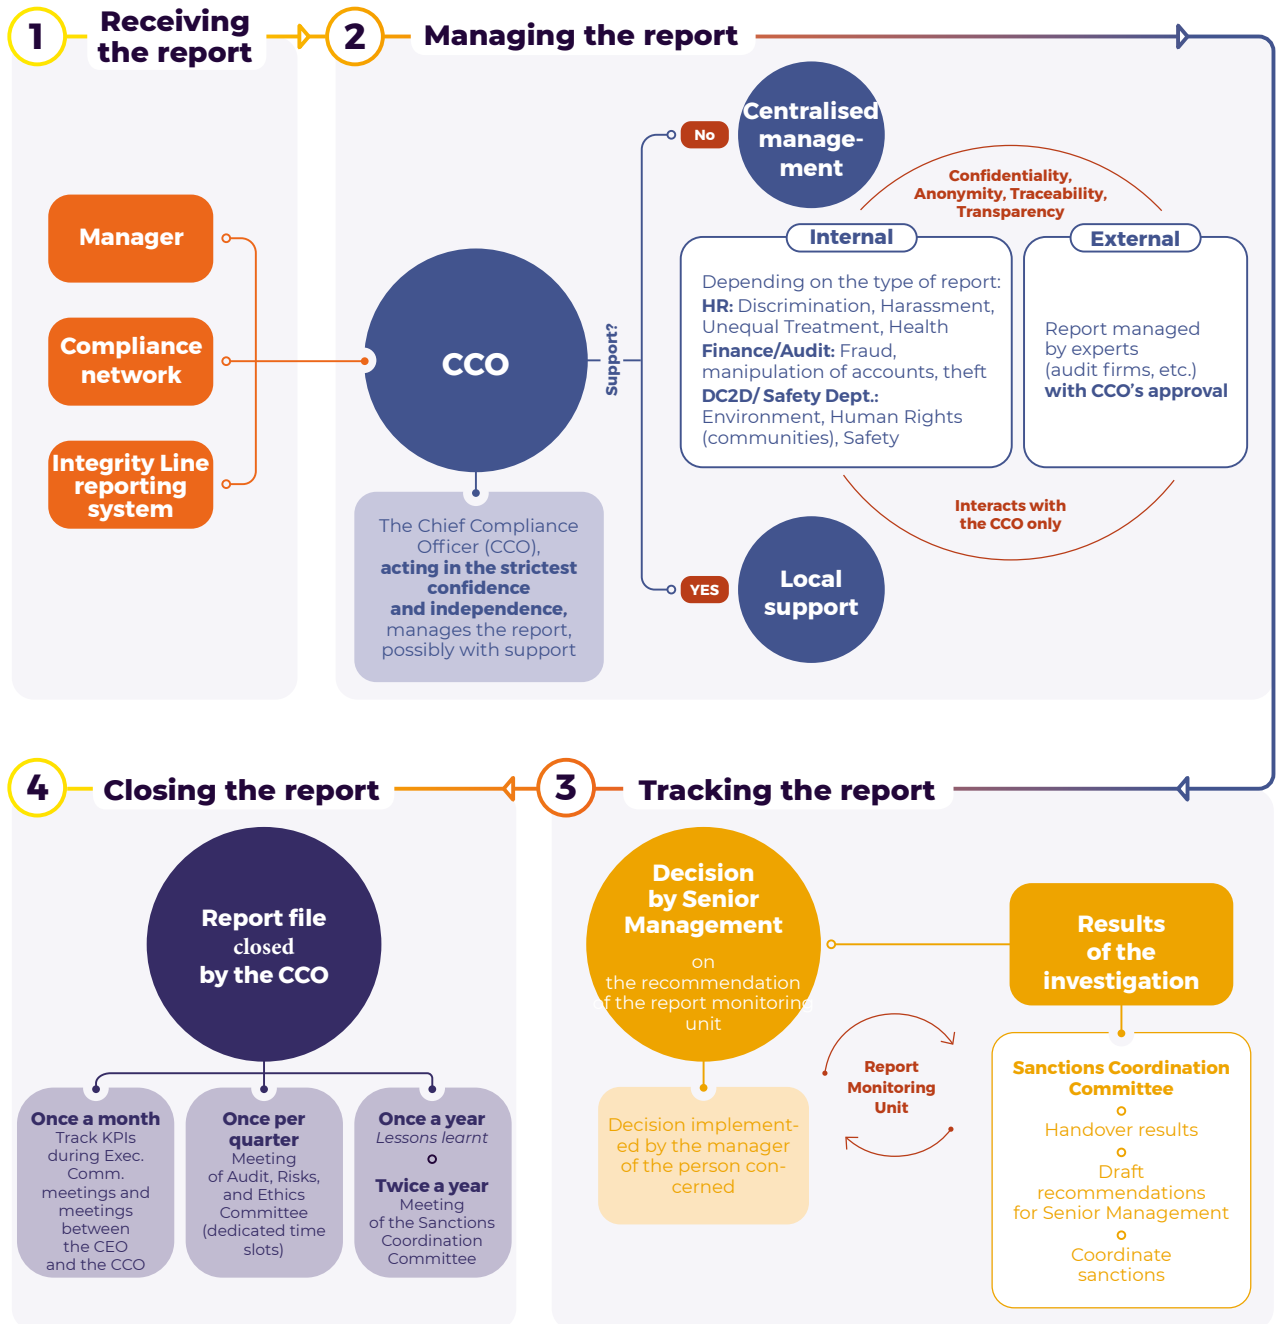 1
Receiving
the report
2
Managing the report
Manager
Compliance
network
Integrity Line
reporting
system
CCO
The Chief Compliance
Officer (CCO),
acting in the strictest
confidence
and independence,
manages the report,
possibly with support
Support?
No
Centralised
manage-
ment
YES
Local
support
Confidentiality,
Anonymity, Traceability,
Transparency
Internal
Depending on the type of report:
HR: Discrimination, Harassment,
Unequal Treatment, Health
Finance/Audit: Fraud,
manipulation of accounts, theft
DC2D/ Safety Dept.:
Environment, Human Rights
(communities), Safety
External
Report managed
by experts
(audit firms, etc.)
with CCO’s approval
Interacts with
the CCO only
3
Tracking the report
Decision
by Senior
Management
on
the recommendation
of the report monitoring
unit
Decision implement-
ed by the manager
of the person con-
cerned
Report
Monitoring
Unit
Results
of the
investigation
Sanctions Coordination
Committee
Handover results
Draft
recommendations
for Senior Management
Coordinate
sanctions
4
Closing the report
Report file
closed
by the CCO
Once a month
Track KPIs
during Exec.
Comm.
meetings and
meetings
between
the CEO
and the CCO
Once per
quarter
Meeting
of Audit, Risks,
and Ethics
Committee
(dedicated time
slots)
Once a year
Lessons learnt
Twice a year
Meeting
of the Sanctions
Coordination
Committee